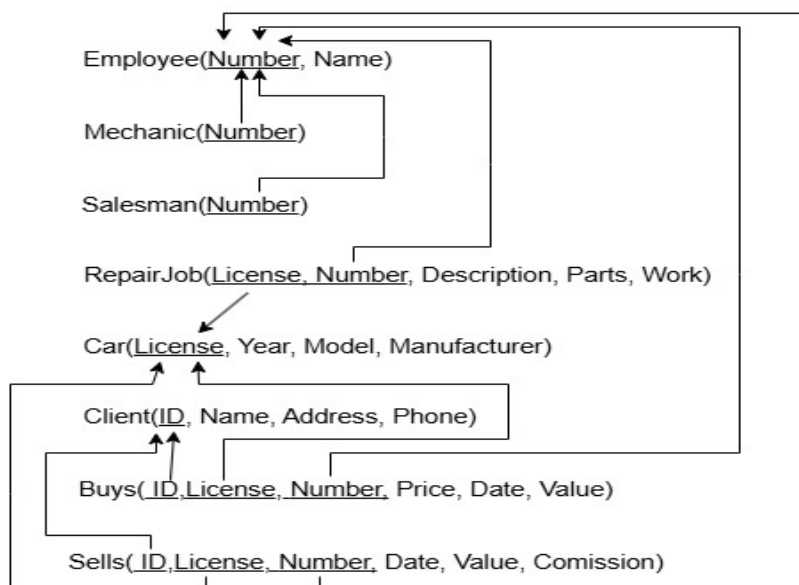 Employee(Number, Name)
Mechanic(Number)
Salesman(Number)
RepairJob(License, Number, Description, Parts, Work)
Car(License, Year, Model, Manufacturer)
Client(ID, Name, Address, Phone)
Buys( ID,License, Number, Price, Date, Value)
Sells( ID,License, Number, Date, Value, Comission)